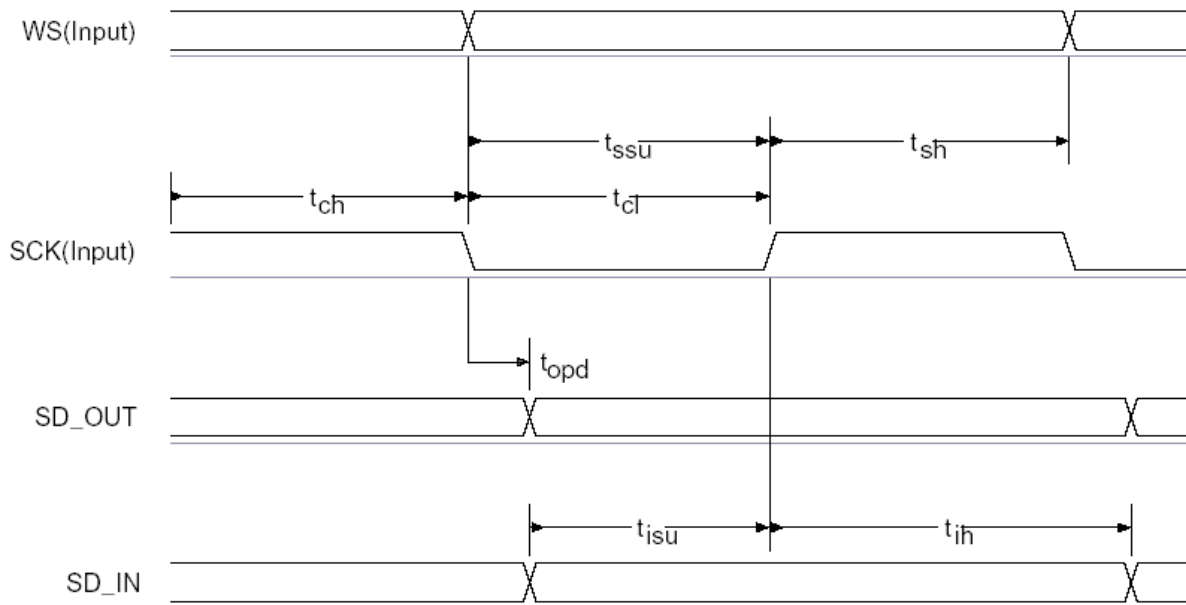 WS(Input)
tssu
tsh
tch
tcl
SCK(Input)
topd
SD_OUT
tisu
tih
SD_IN